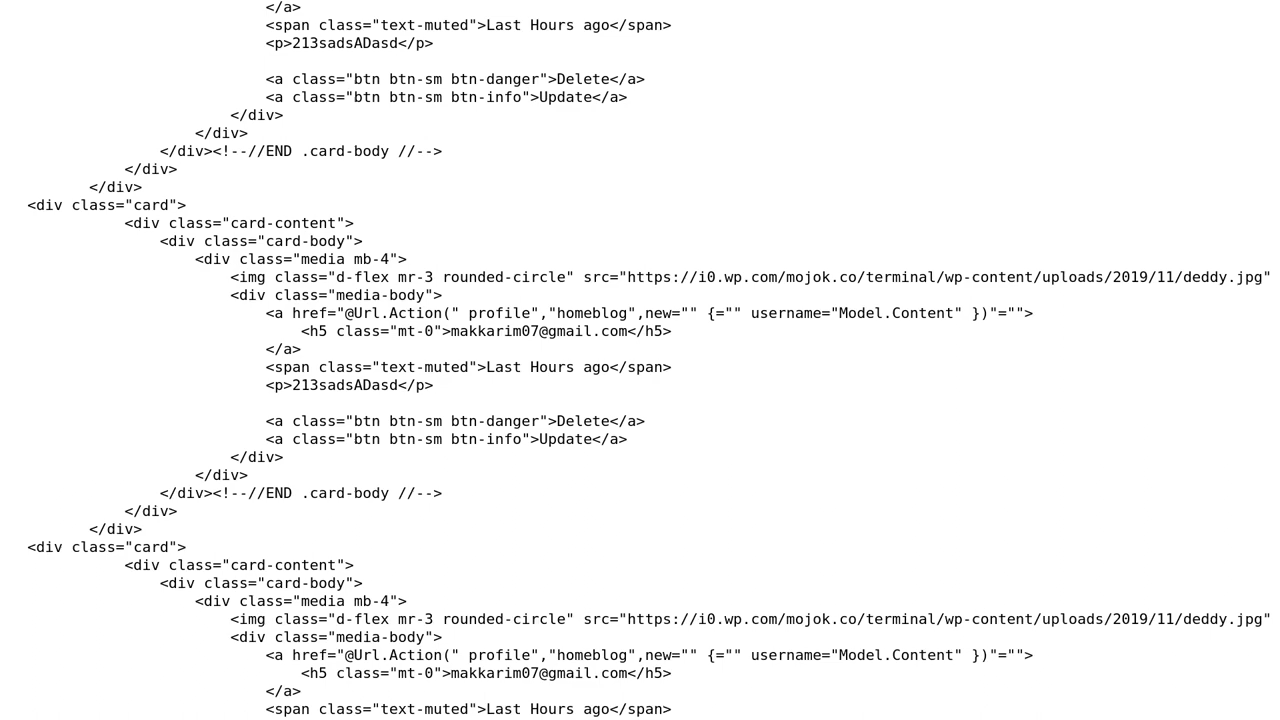 </a>
<span class="text-muted">Last Hours ago</span>
<p>213sadsADasd</p>
<a class="btn btn-sm btn-danger">Delete</a>
<a class="btn btn-sm btn-info">Update</a>
</div>
</div>
</div><!--//END .card-body //-->
</div>
</div>
<div class="card">
<div class="card-content">
<div class="card-body">
<div class="media mb-4">
<img class="d-flex mr-3 rounded-circle" src="https://i0.wp.com/mojok.co/terminal/wp-content/uploads/2019/11/deddy.jpg"
<div class="media-body">
<a href="@Url.Action(" profile","homeblog",new="" {="" username="Model.Content" })"="">
<h5 class="mt-0">makkarim07@gmail.com</h5>
</a>
<span class="text-muted">Last Hours ago</span>
<p>213sadsADasd</p>
<a class="btn btn-sm btn-danger">Delete</a>
<a class="btn btn-sm btn-info">Update</a>
</div>
</div>
</div><!--//END .card-body //-->
</div>
</div>
<div class="card">
<div class="card-content">
<div class="card-body">
<div class="media mb-4">
<img class="d-flex mr-3 rounded-circle" src="https://i0.wp.com/mojok.co/terminal/wp-content/uploads/2019/11/deddy.jpg"
<div class="media-body">
<a href="@Url.Action(" profile","homeblog",new="" {="" username="Model.Content" })"="">
<h5 class="mt-0">makkarim07@gmail.com</h5>
</a>
<span class="text-muted">Last Hours ago</span>